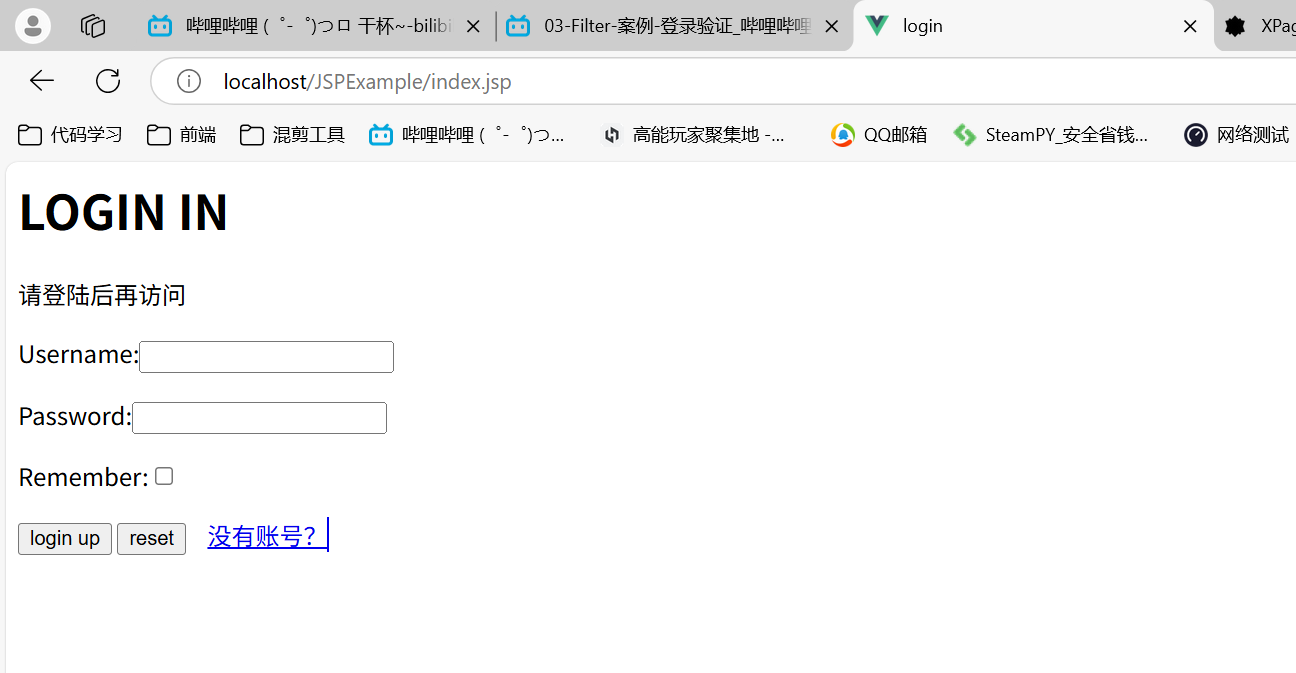 哔哩哔哩 (゜-゜)つロ 干杯~-bilibi
03-Filter-案例-登录验证_哔哩哔哩
login
XPag
localhost/JSPExample/index.jsp
代码学习 前端 混剪工具 哔哩哔哩 (゜-゜)つ... 高能玩家聚集地 -... QQ邮箱 SteamPY_安全省钱... 网络测试
LOGIN IN
请登陆后再访问
Username:
Password:
Remember:
login up reset 没有账号？